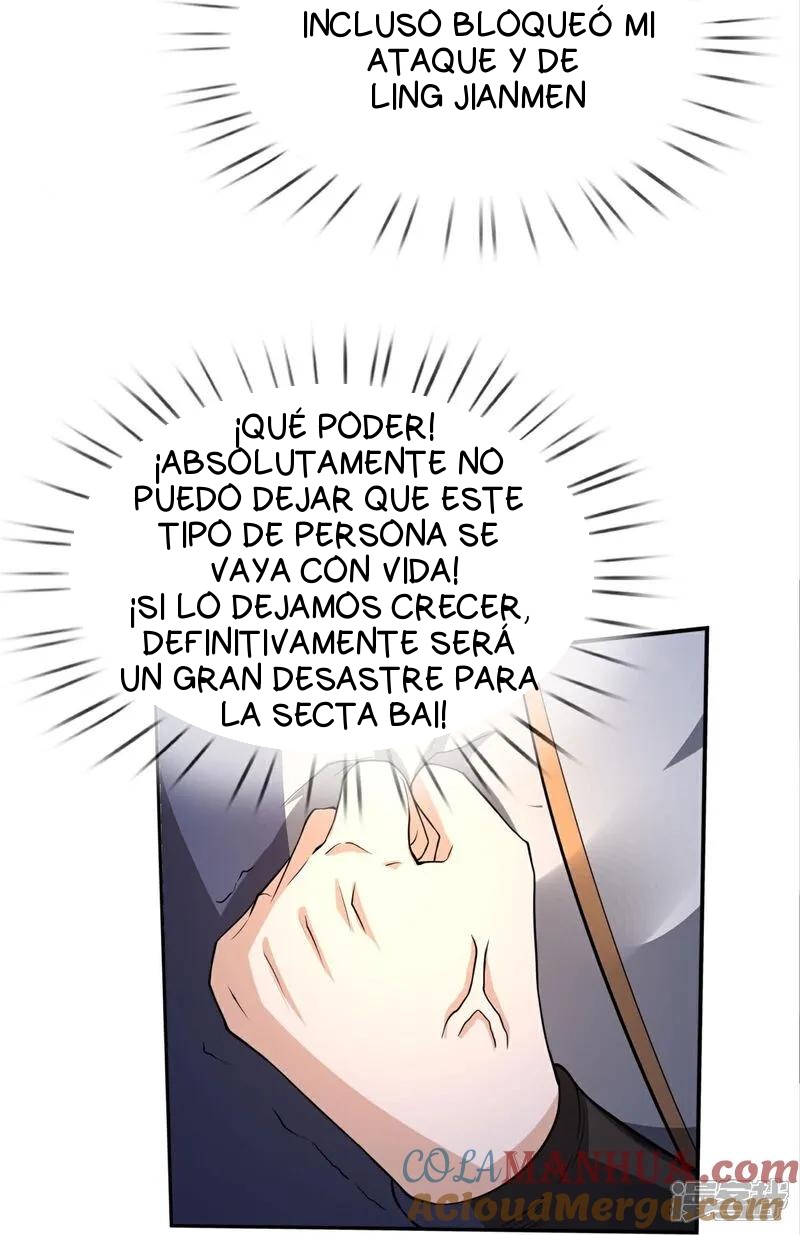 INCLUSO BLOQUEÓ MI
ATAQUE Y DE
LING JIANMEN
¡QUÉ PODER!
¡ABSOLUTAMENTE NO
PUEDO DEJAR QUE ESTE
TIPO DE PERSONA SE
VAYA CON VIDA!
¡SI LO DEJAMOS CRECER,
DEFINITIVAMENTE SERÁ
UN GRAN DESASTRE PARA
LA SECTA BAI!
COLAMANHUA.com
ACloudMerge.com